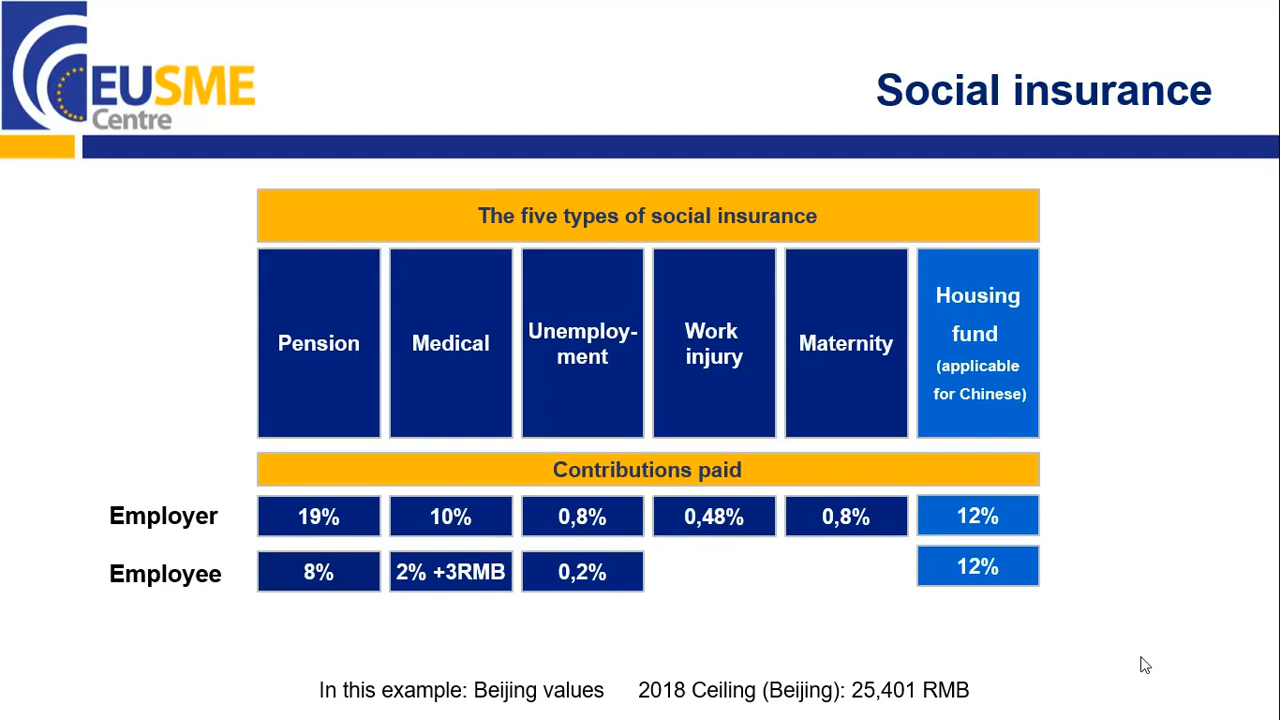 EUSME
Centre
Social insurance
The five types of social insurance
Pension
Medical
Unemploy-
ment
Work
injury
Maternity
Housing
fund
(applicable
for Chinese)
Contributions paid
Employer
19%
10%
0,8%
0,48%
0,8%
12%
Employee
8%
2% +3RMB
0,2%
12%
In this example: Beijing values 2018 Ceiling (Beijing): 25,401 RMB